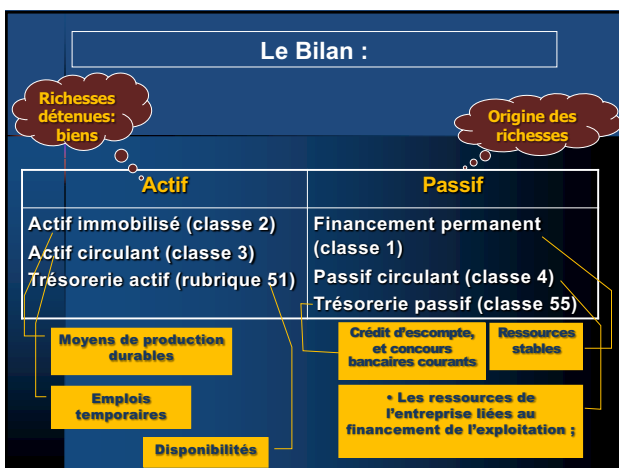 Le Bilan :
Richesses
détenues:
biens
Origine des
richesses
Actif
Passif
Actif immobilisé (classe 2)
Actif circulant (classe 3)
Trésorerie actif (rubrique 51)
Financement permanent
(classe 1)
Passif circulant (classe 4)
Trésorerie passif (classe 55)
Moyens de production
durables
Emplois
temporaires
Disponibilités
Crédit d’escompte,
et concours
bancaires courants
Ressources
stables
• Les ressources de
l’entreprise liées au
financement de l’exploitation ;